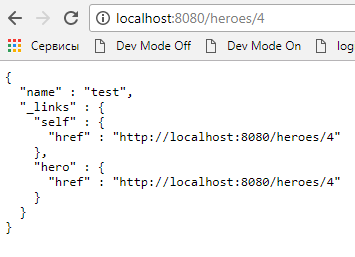 localhost:8080/heroes/4
Сервисы Dev Mode Off Dev Mode On log
{
  "name" : "test",
  "_links" : {
    "self" : {
      "href" : "http://localhost:8080/heroes/4"
    },
    "hero" : {
      "href" : "http://localhost:8080/heroes/4"
    }
  }
}